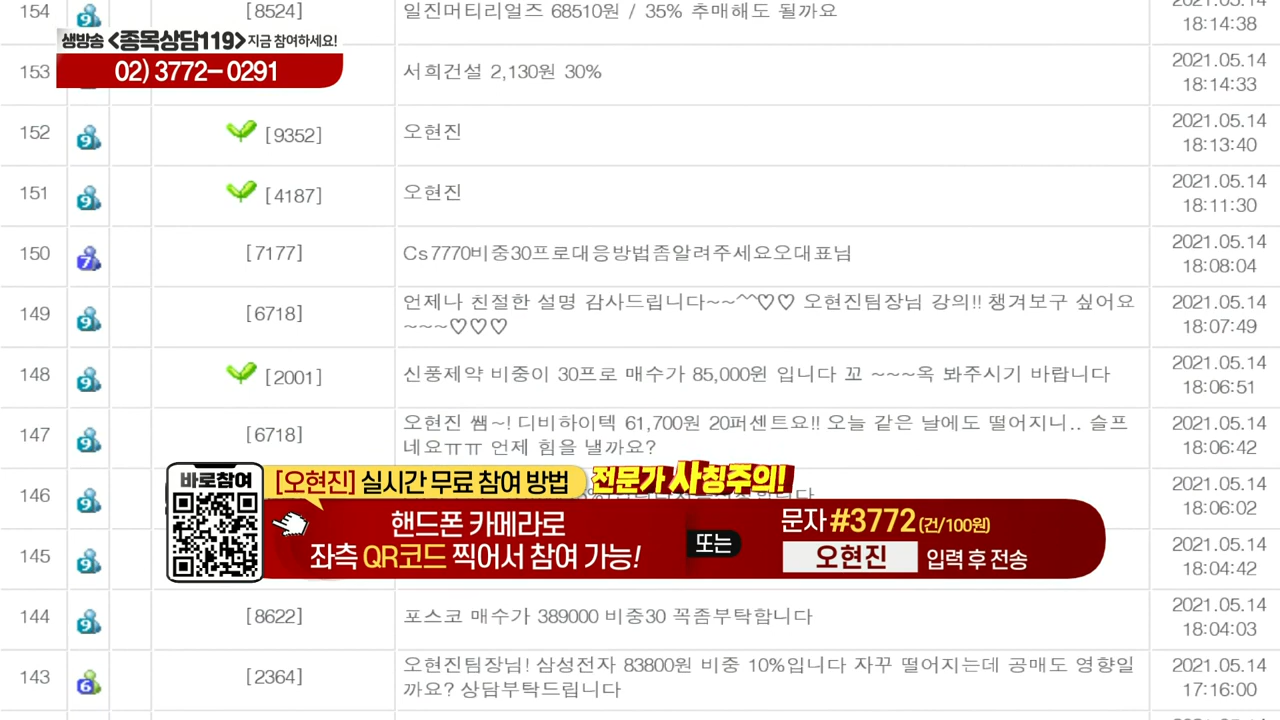 154 [8524] 일진머티리얼즈 68510원 / 35% 추매해도 될까요 2021.05.14
18:14:38
생방송 <종목상담119> 지금 참여하세요!
02) 3772-0291
153 서희건설 2,130원 30% 2021.05.14
18:14:33
152 9 [9352] 오현진 2021.05.14
18:13:40
151 9 [4187] 오현진 2021.05.14
18:11:30
150 7 [7177] Cs7770비중30프로대응방법좀알려주세요오대표님 2021.05.14
18:08:04
149 9 [6718] 언제나 친절한 설명 감사드립니다~~^^♡♡ 오현진팀장님 강의!! 챙겨보구 싶어요 2021.05.14
~~~♡♡♡ 18:07:49
148 9 [2001] 신풍제약 비중이 30프로 매수가 85,000윈 입니다 꼬 ~~~옥 봐주시기 바랍니다 2021.05.14
18:06:51
147 9 [6718] 오현진 쌤~! 디비하이텍 61,700원 20퍼센트요!! 오늘 같은 날에도 떨어지니.. 슬프 2021.05.14
네요ㅠㅠ 언제 힘을 낼까요? 18:06:42
바로참여
[오현진] 실시간 무료 참여 방법 전문가 사칭주의!
146 9 2021.05.14
18:06:02
핸드폰 카메라로
좌측 QR코드 찍어서 참여 가능!
또는
문자 #3772 (건/100원)
오현진 입력 후 전송
145 9 2021.05.14
18:04:42
144 9 [8622] 포스코 매수가 389000 비중30 꼭좀부탁합니다 2021.05.14
18:04:03
143 6 [2364] 오현진팀장님! 삼성전자 83800원 비중 10%입니다 자꾸 떨어지는데 공매도 영향일 2021.05.14
까요? 상담부탁드립니다 17:16:00